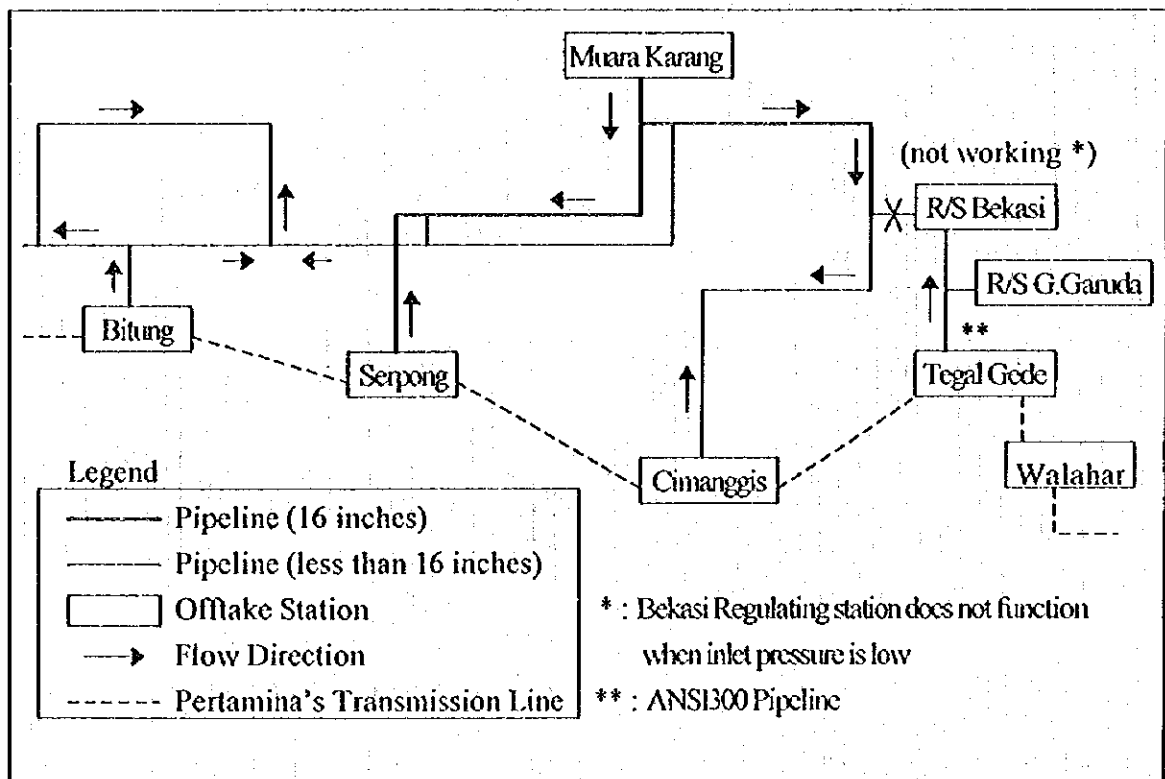 Muara Karang
(not working *)
R/S Bekasi
R/S G.Garuda
**
Bitung
Serpong
Tegal Gede
Cimanggis
Walahar
Legend
Pipeline (16 inches)
Pipeline (less than 16 inches)
Offtake Station
Flow Direction
Pertamina's Transmission Line
* : Bekasi Regulating station does not function
when inlet pressure is low
** : ANSI300 Pipeline